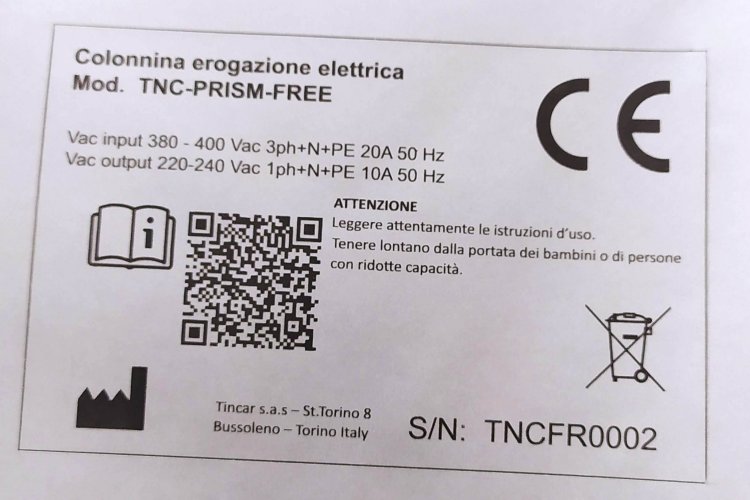 Colonnina erogazione elettrica
Mod. TNC-PRISM-FREE
CE
Vac input 380 - 400 Vac 3ph+N+PE 20A 50 Hz
Vac output 220-240 Vac 1ph+N+PE 10A 50 Hz
ATTENZIONE
Leggere attentamente le istruzioni d'uso.
Tenere lontano dalla portata dei bambini o di persone
con ridotte capacità.
i
Tincar s.a.s – St.Torino 8
Bussoleno – Torino Italy
S/N: TNCFR0002